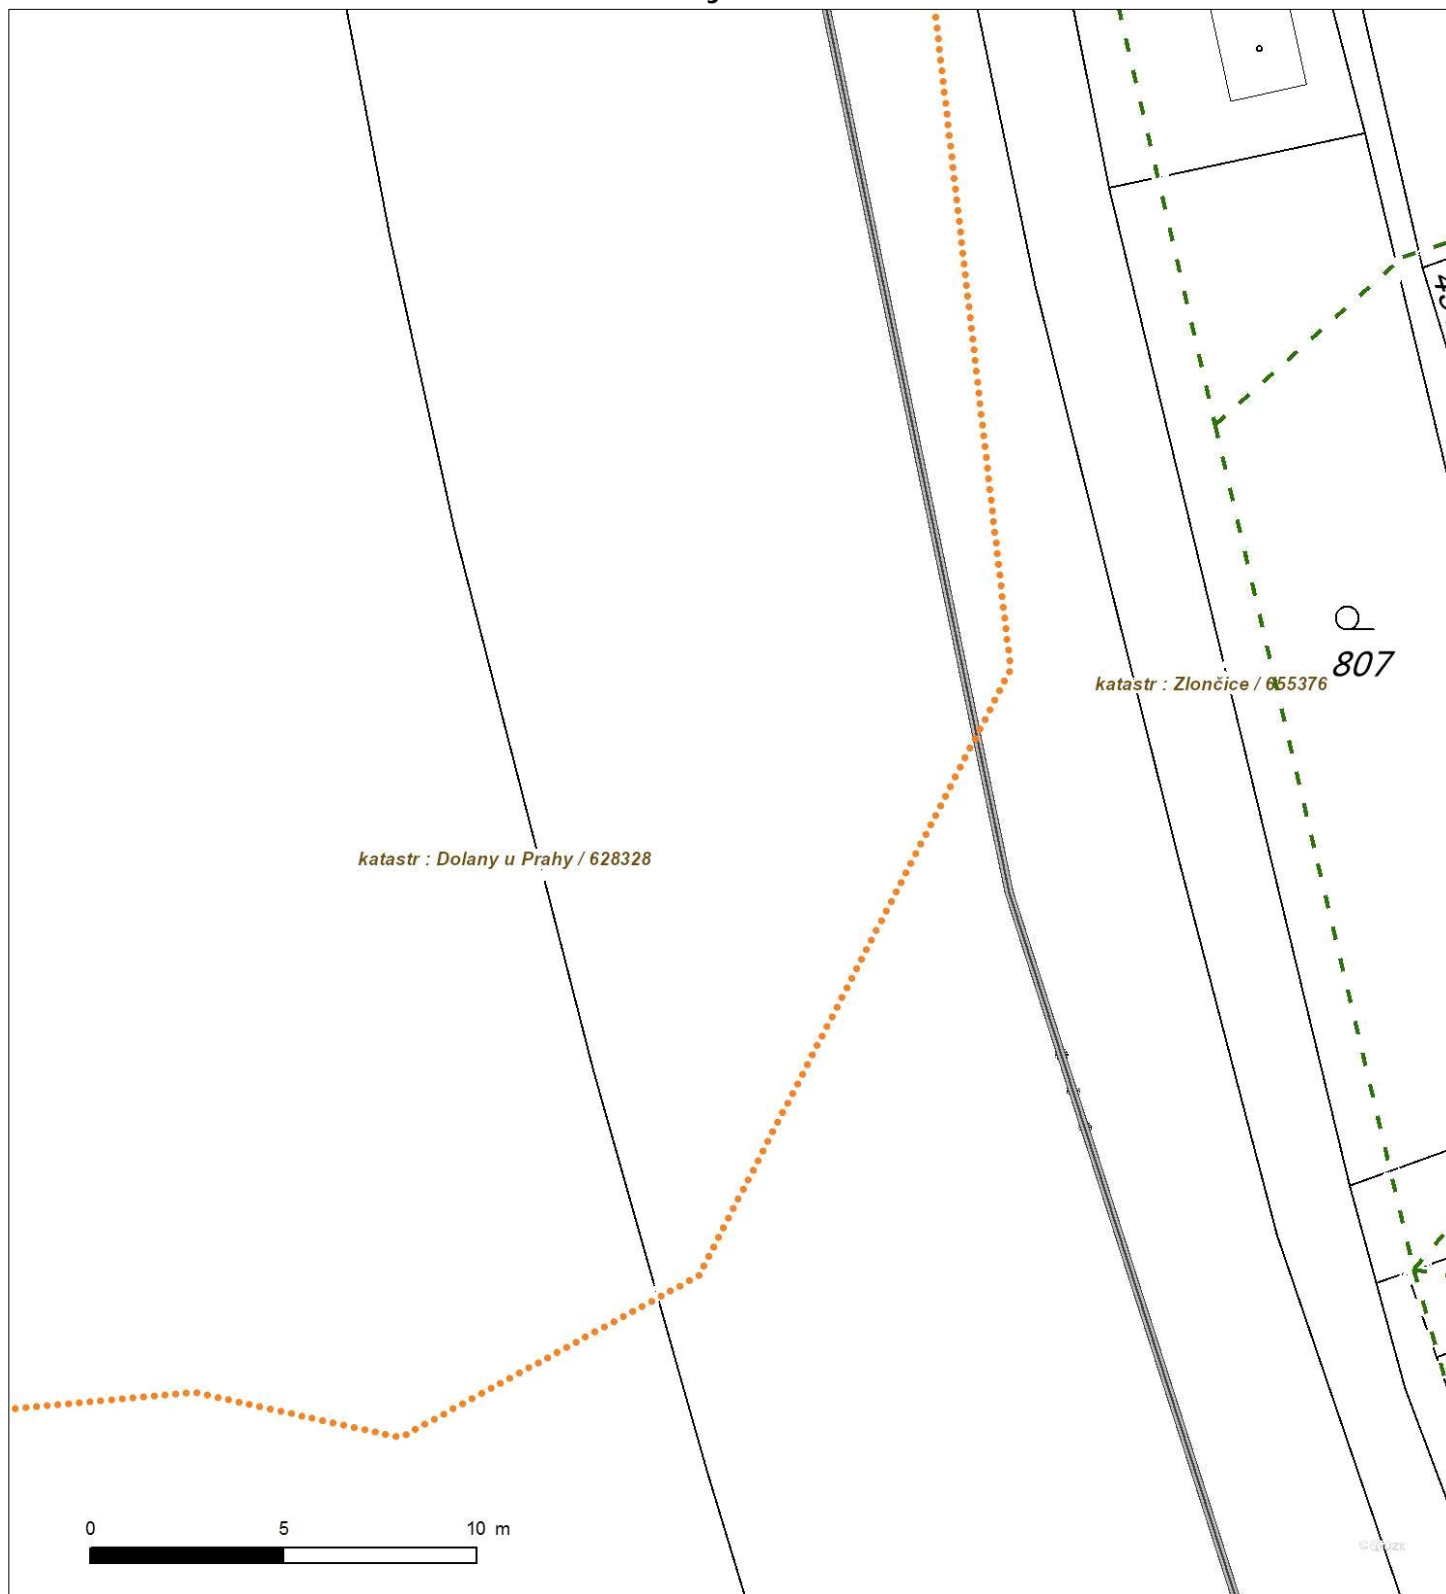 katastr : Zlončice / 655376
807
katastr : Dolany u Prahy / 628328
0 5 10 m